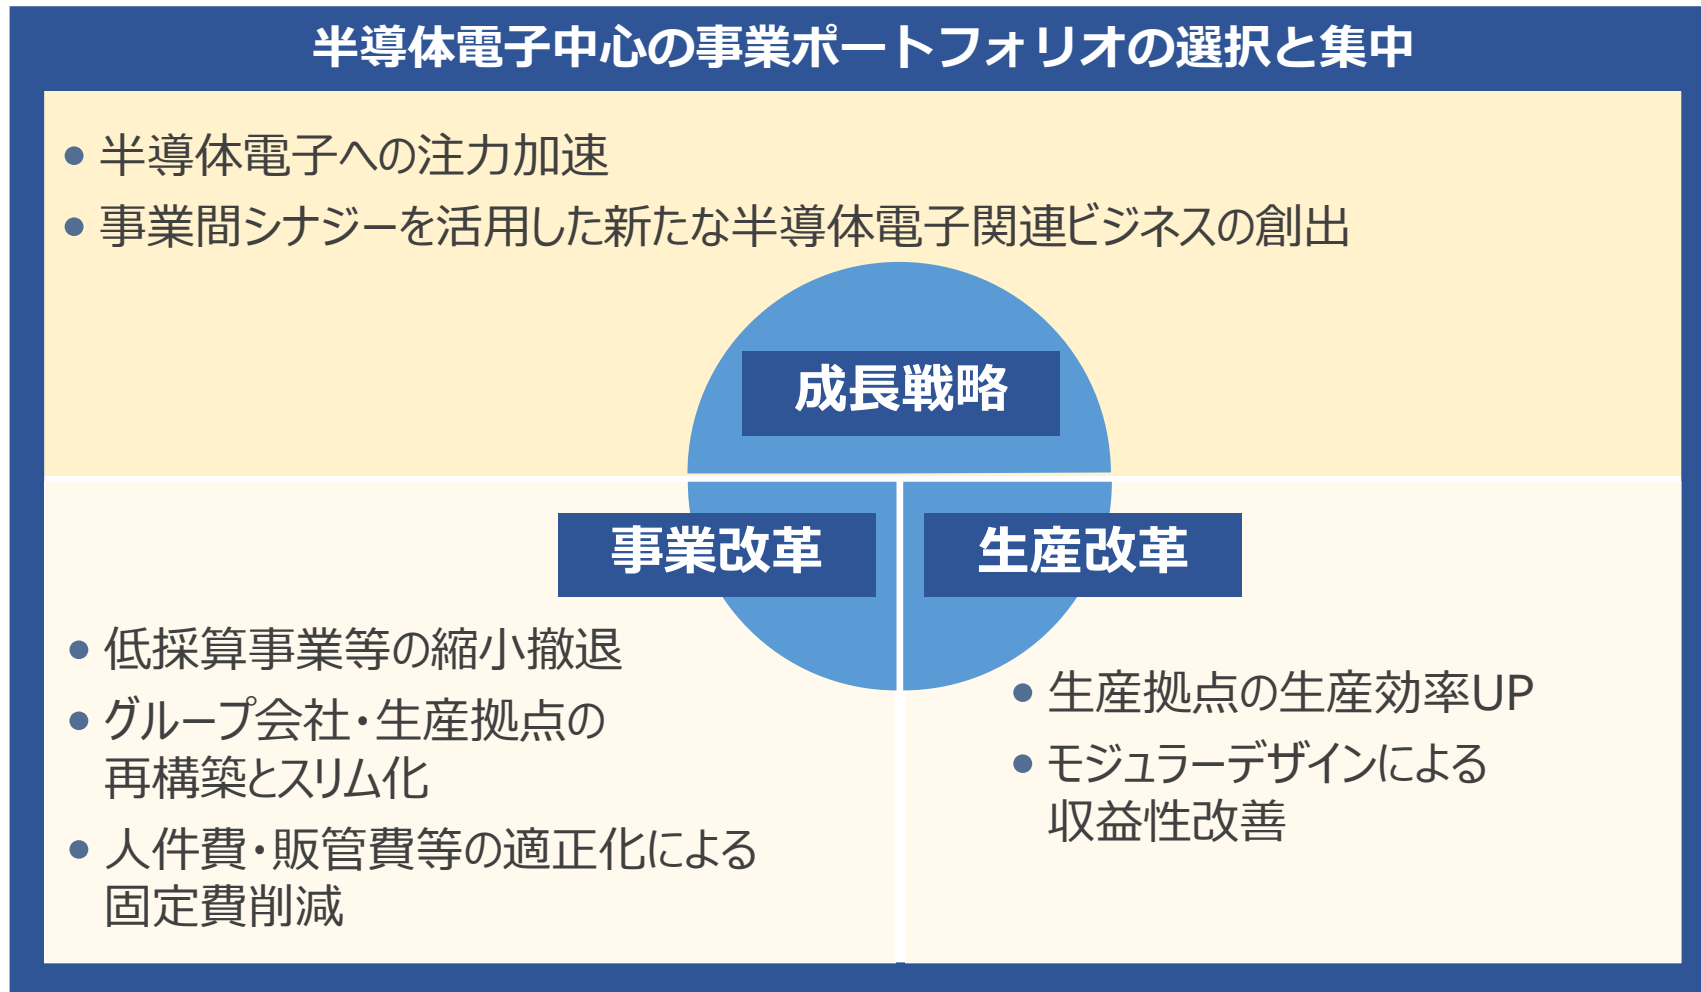 半導体電子中心の事業ポートフォリオの選択と集中
● 半導体電子への注力加速
● 事業間シナジーを活用した新たな半導体電子関連ビジネスの創出
成長戦略
事業改革
● 低採算事業等の縮小撤退
● グループ会社・生産拠点の
再構築とスリム化
● 人件費・販管費等の適正化による
固定費削減
生産改革
● 生産拠点の生産効率UP
● モジュラーデザインによる
収益性改善